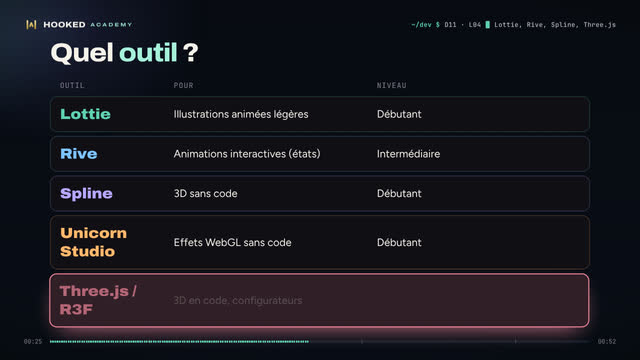 HOOKED ACADEMY
~/dev $ D11 · L04 Lottie, Rive, Spline, Three.js
Quel outil ?
OUTIL POUR NIVEAU
Lottie Illustrations animées légères Débutant
Rive Animations interactives (états) Intermédiaire
Spline 3D sans code Débutant
Unicorn
Studio Effets WebGL sans code Débutant
Three.js /
R3F 3D en code, configurateurs
00:25 00:52